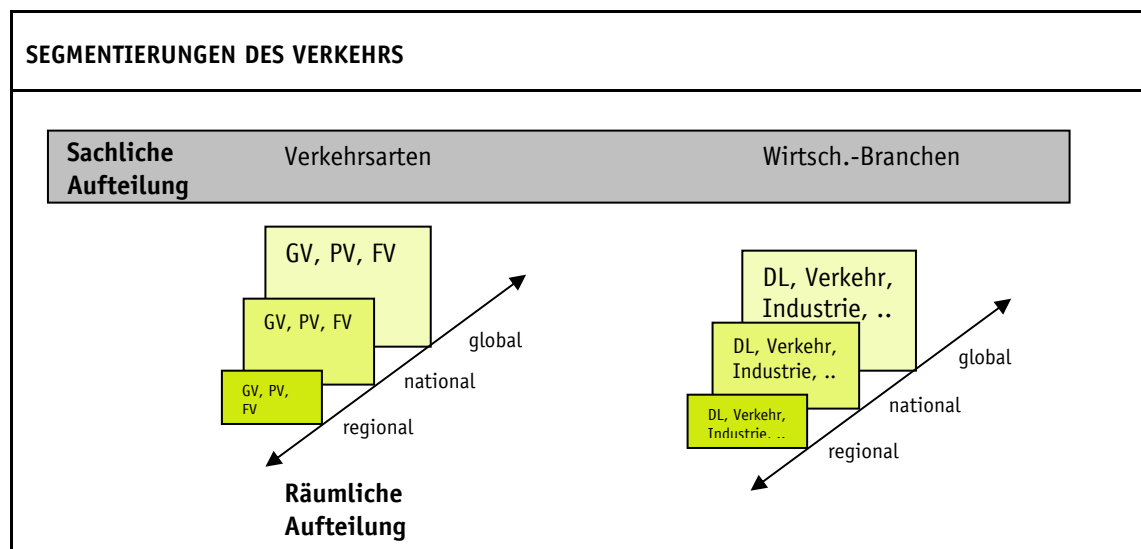 SEGMENTIERUNGEN DES VERKEHRS
Sachliche
Aufteilung
Verkehrsarten
Wirtsch.-Branchen
GV, PV, FV
GV, PV, FV
GV, PV,
FV
global
national
regional
Räumliche
Aufteilung
DL, Verkehr,
Industrie, ..
DL, Verkehr,
Industrie, ..
DL, Verkehr,
Industrie, ..
global
national
regional